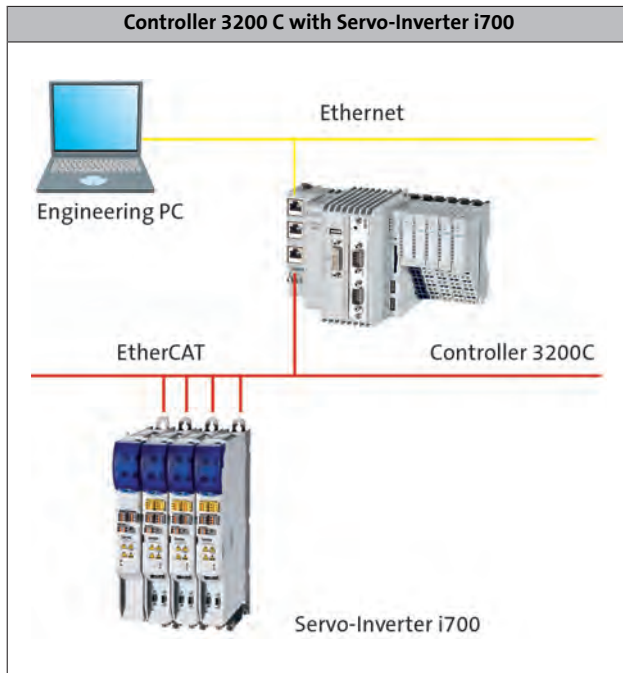 Controller 3200 C with Servo-Inverter i700
Ethernet
Engineering PC
EtherCAT
Controller 3200C
Servo-Inverter i700